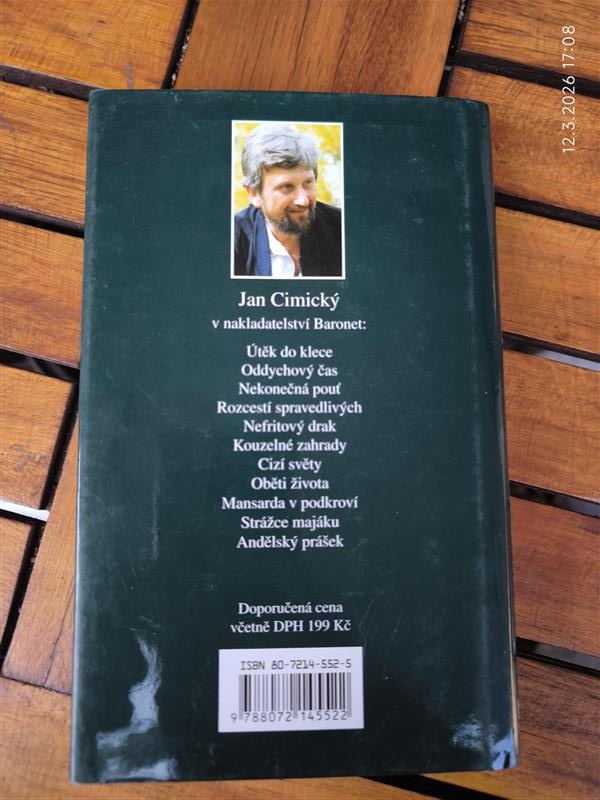 12.3.2026 17:08
Jan Cimický
v nakladatelství Baronet:
Útěk do klece
Oddychový čas
Nekonečná pouť
Rozcestí spravedlivých
Nefritový drak
Kouzelné zahrady
Cizí světy
Oběti života
Mansarda v podkroví
Strážce majáku
Andělský prášek
Doporučená cena
včetně DPH 199 Kč
ISBN 80-7214-552-5
9 788072 145522